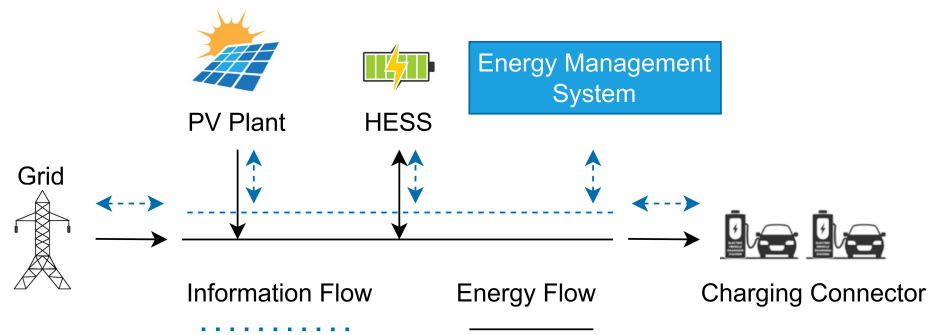 Energy Management
System
PV Plant
HESS
Grid
Information Flow
Energy Flow
Charging Connector